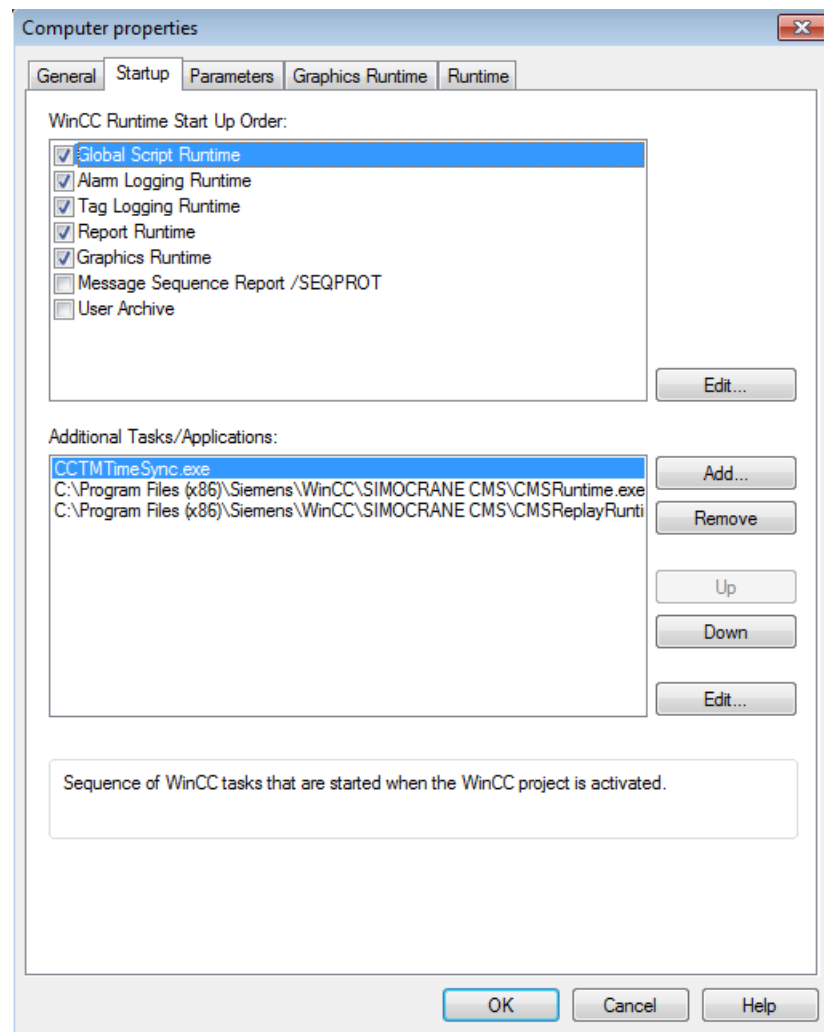 Computer properties
General Startup Parameters Graphics Runtime Runtime
WinCC Runtime Start Up Order:
Global Script Runtime
Alarm Logging Runtime
Tag Logging Runtime
Report Runtime
Graphics Runtime
Message Sequence Report /SEQPROT
User Archive
Edit...
Additional Tasks/Applications:
CCTMTimeSync.exe
C:\Program Files (x86)\Siemens\WinCC\SIMOCRANE CMS\CMSRuntime.exe
C:\Program Files (x86)\Siemens\WinCC\SIMOCRANE CMS\CMSReplayRunti
Add...
Remove
Up
Down
Edit...
Sequence of WinCC tasks that are started when the WinCC project is activated.
OK Cancel Help